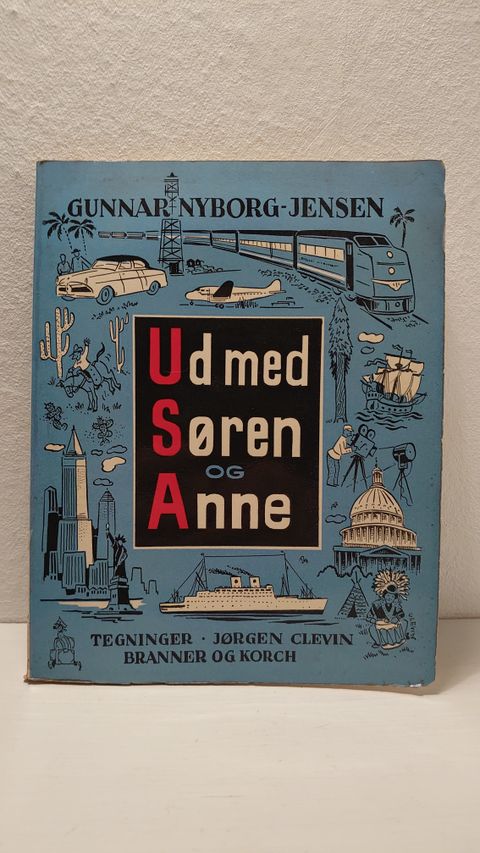 GUNNAR NYBORG-JENSEN
Ud med
Søren
OG
Anne
TEGNINGER · JØRGEN CLEVIN
BRANNER OG KORCH